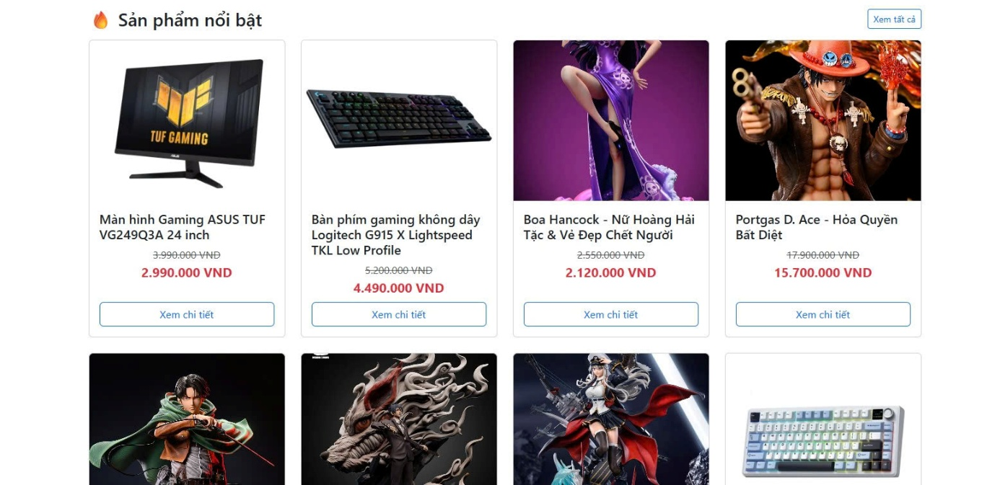 Sản phẩm nổi bật
Xem tất cả
TUF GAMING
ASUS
Màn hình Gaming ASUS TUF
VG249Q3A 24 inch
3.990.000 VND
2.990.000 VND
Xem chi tiết
Bàn phím gaming không dây
Logitech G915 X Lightspeed
TKL Low Profile
5.200.000 VND
4.490.000 VND
Xem chi tiết
Boa Hancock - Nữ Hoàng Hải
Tặc & Vẻ Đẹp Chết Người
2.550.000 VND
2.120.000 VND
Xem chi tiết
Portgas D. Ace - Hỏa Quyền
Bất Diệt
17.900.000 VND
15.700.000 VND
Xem chi tiết